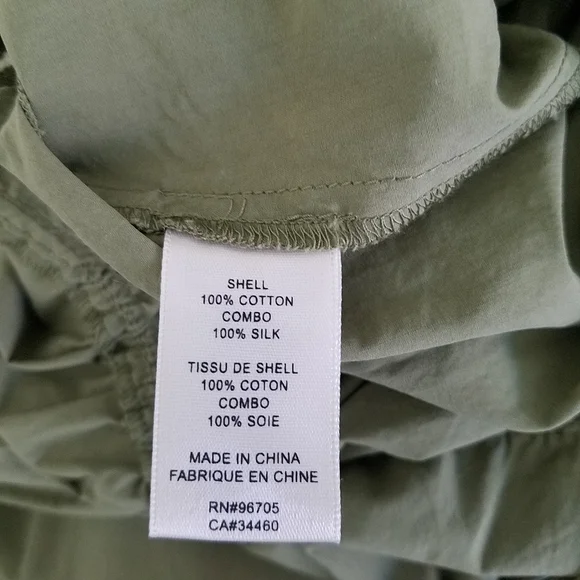 SHELL
100% COTTON
COMBO
100% SILK
TISSU DE SHELL
100% COTON
COMBO
100% SOIE
MADE IN CHINA
FABRIQUE EN CHINE
RN#96705
CA#34460